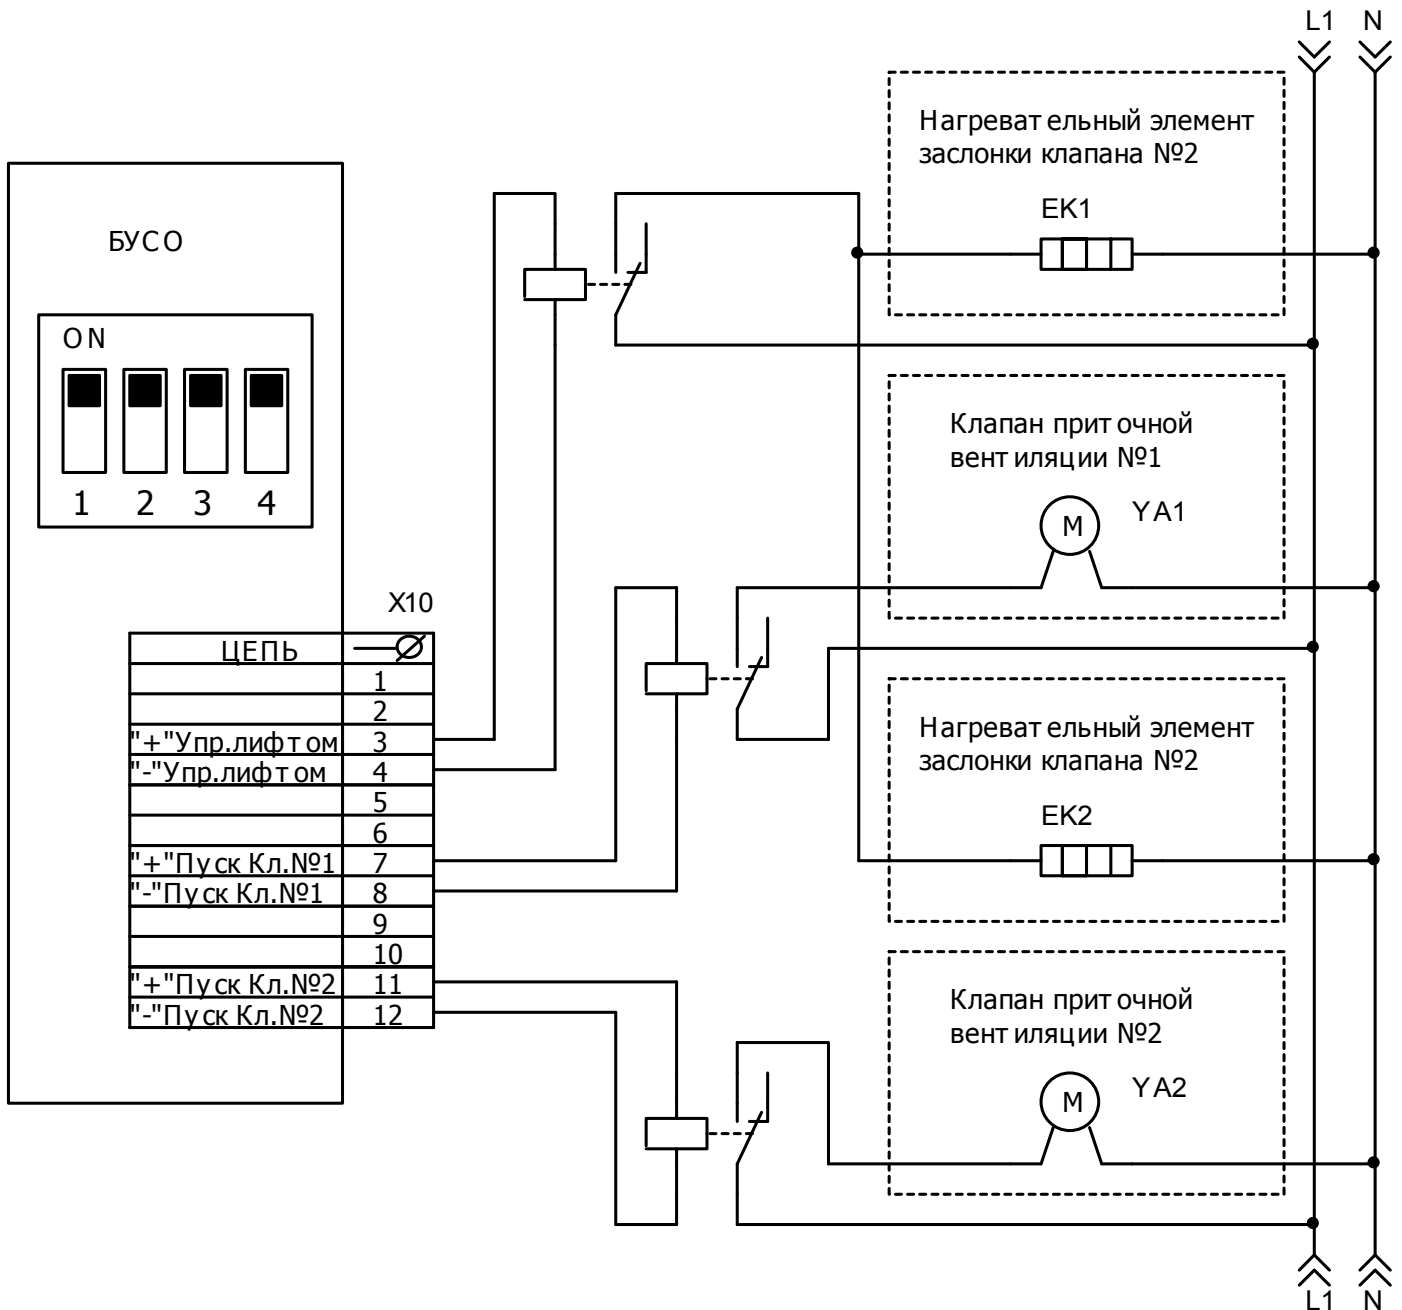 L1 N
Нагревательный элемент
заслонки клапана №2
EK1
БУСО
ON
1 2 3 4
Клапан приточной
вентиляции №1
M
YA1
X10
ЦЕПЬ
1
2
"+"Упр.лифтом 3
"-"Упр.лифтом 4
5
6
"+"Пуск Кл.№1 7
"-"Пуск Кл.№1 8
9
10
"+"Пуск Кл.№2 11
"-"Пуск Кл.№2 12
Нагревательный элемент
заслонки клапана №2
EK2
Клапан приточной
вентиляции №2
M
YA2
L1 N